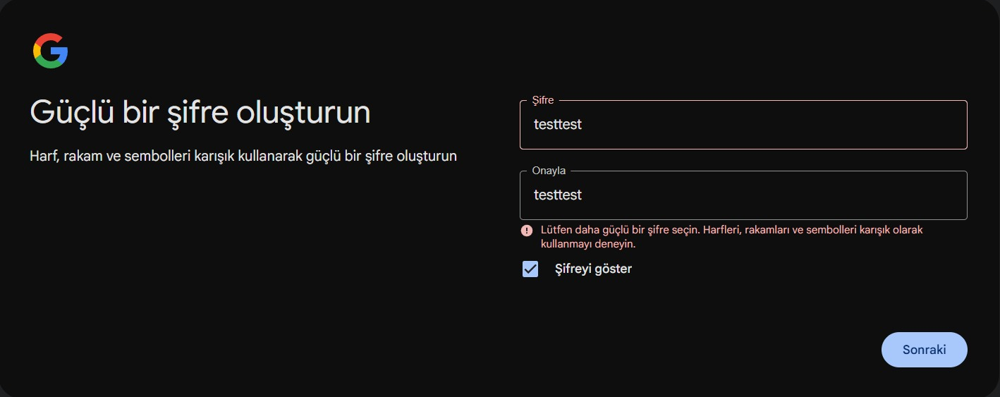 Güçlü bir şifre oluşturun
Harf, rakam ve sembolleri karışık kullanarak güçlü bir şifre oluşturun
Şifre
testtest
Onayla
testtest
Lütfen daha güçlü bir şifre seçin. Harfleri, rakamları ve sembolleri karışık olarak
kullanmayı deneyin.
Şifreyi göster
Sonraki